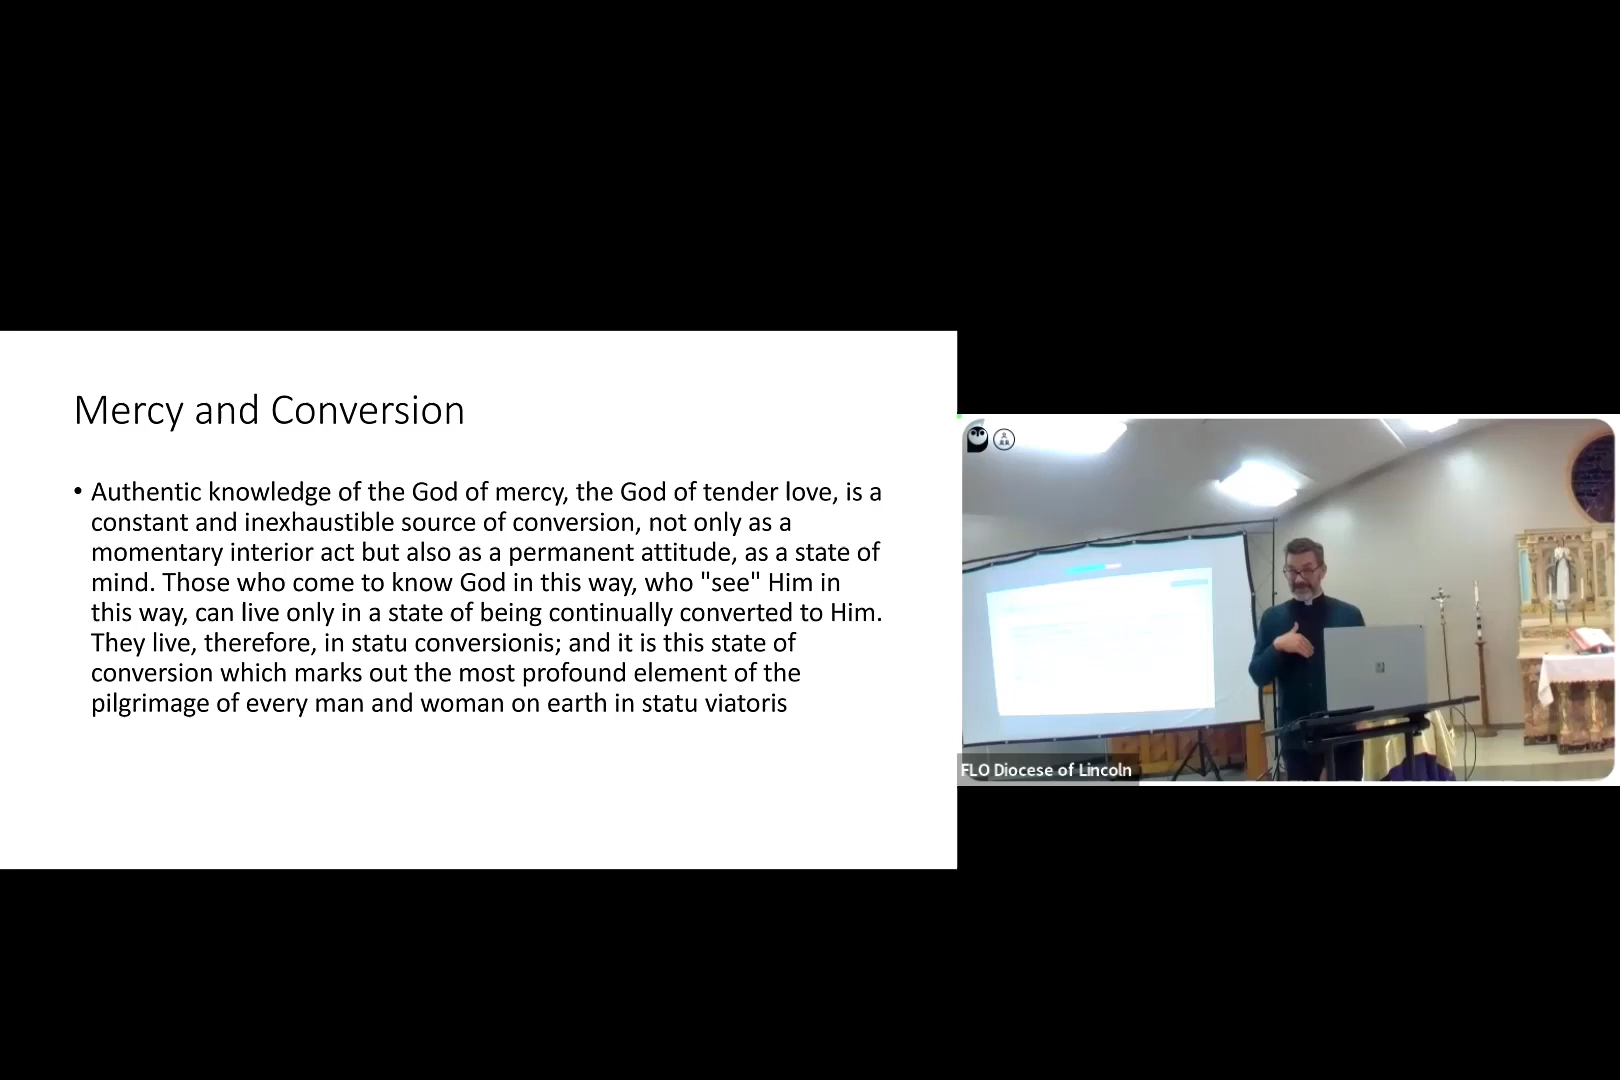 Mercy and Conversion
• Authentic knowledge of the God of mercy, the God of tender love, is a
constant and inexhaustible source of conversion, not only as a
momentary interior act but also as a permanent attitude, as a state of
mind. Those who come to know God in this way, who "see" Him in
this way, can live only in a state of being continually converted to Him.
They live, therefore, in statu conversionis; and it is this state of
conversion which marks out the most profound element of the
pilgrimage of every man and woman on earth in statu viatoris
FLO Diocese of Lincoln